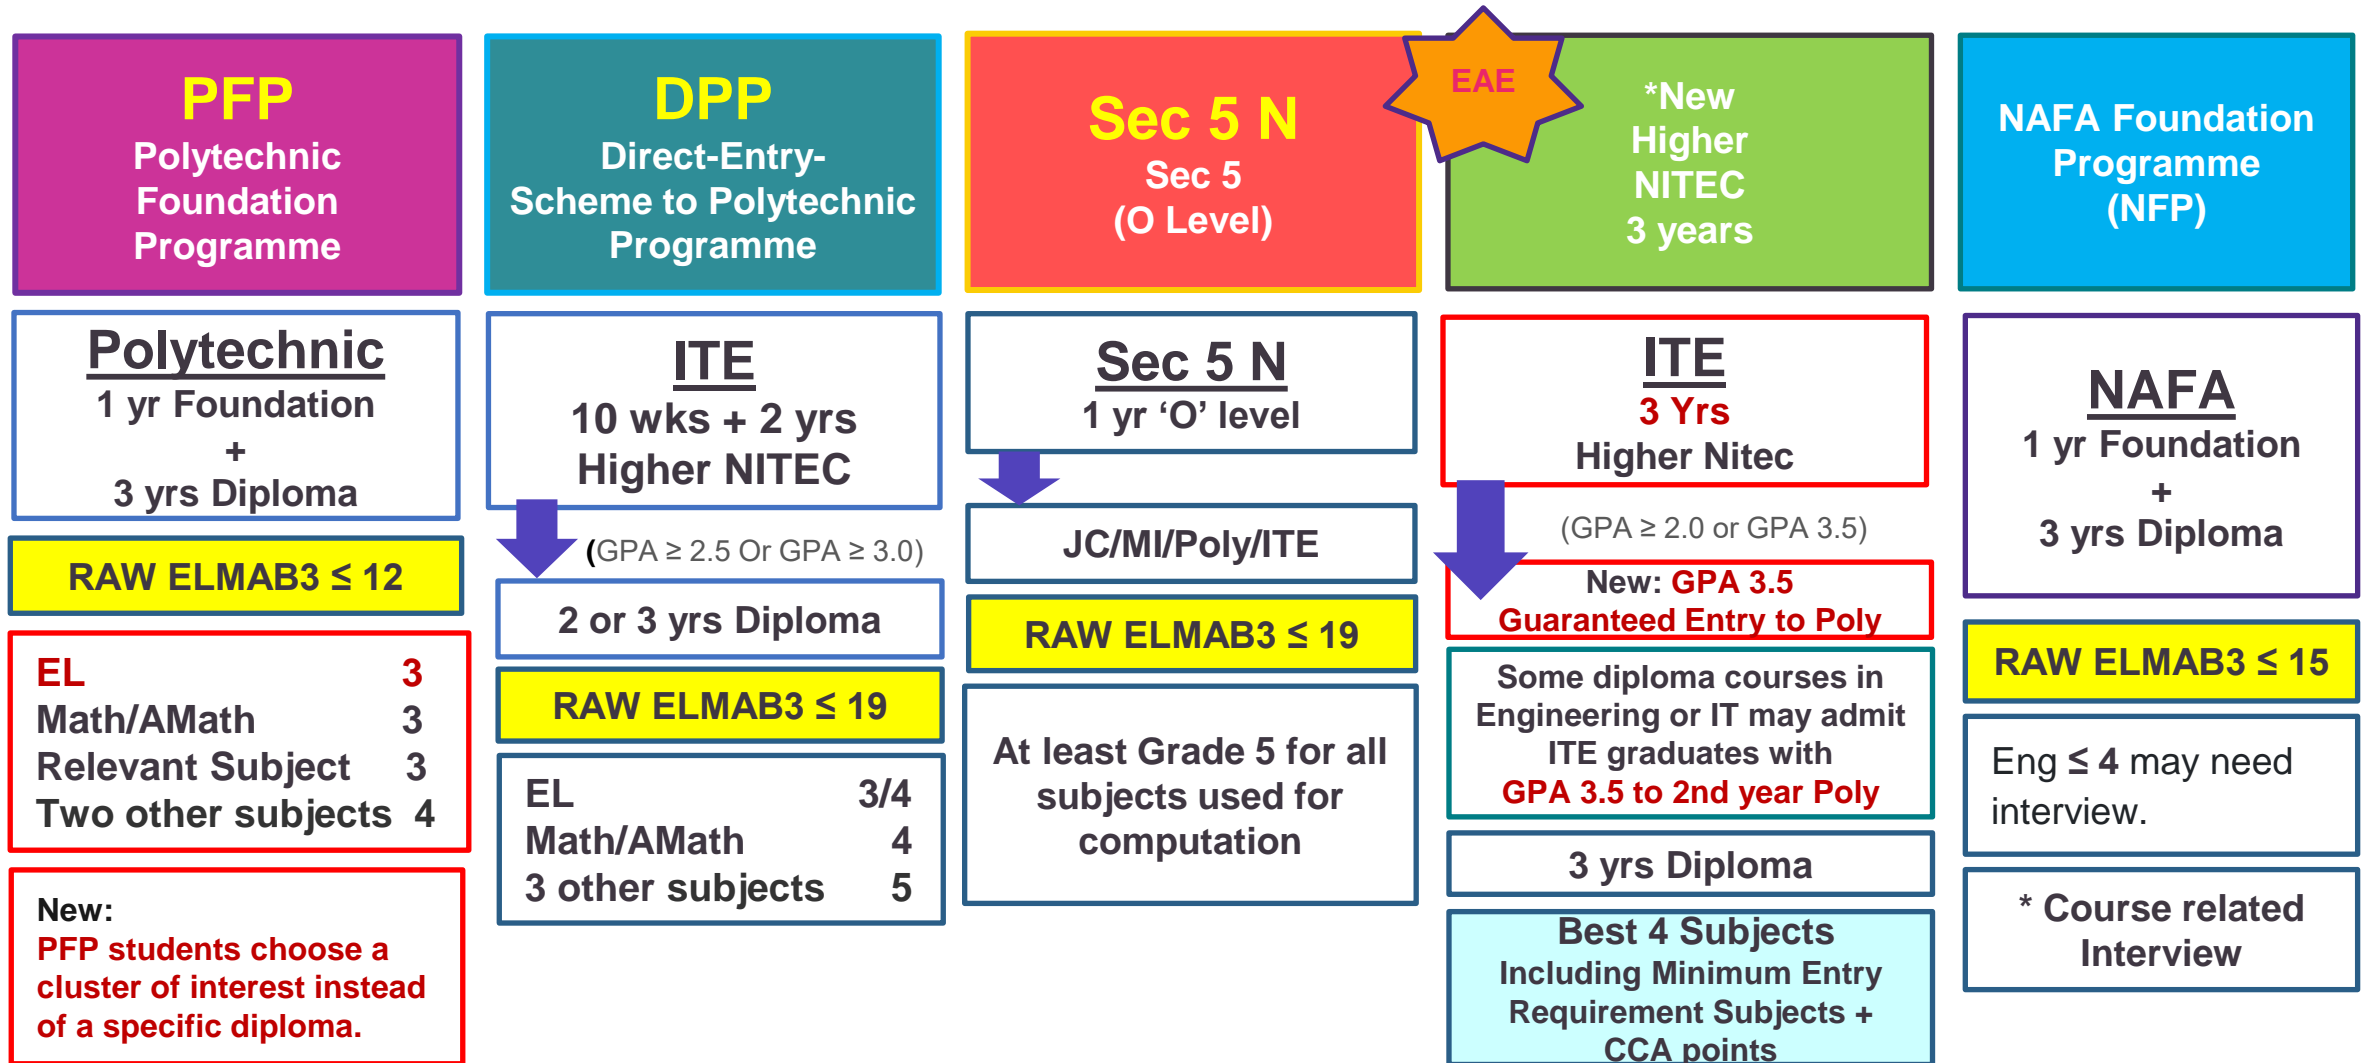 PFP
Polytechnic
Foundation
Programme
Polytechnic
1 yr Foundation
+
3 yrs Diploma
RAW ELMAB3 ≤ 12
EL 3
Math/AMath 3
Relevant Subject 3
Two other subjects 4
New:
PFP students choose a
cluster of interest instead
of a specific diploma.
DPP
Direct-Entry-
Scheme to Polytechnic
Programme
ITE
10 wks + 2 yrs
Higher NITEC
(GPA ≥ 2.5 Or GPA ≥ 3.0)
2 or 3 yrs Diploma
RAW ELMAB3 ≤ 19
EL 3/4
Math/AMath 4
3 other subjects 5
Sec 5 N
Sec 5
(O Level)
Sec 5 N
1 yr ‘O’ level
JC/MI/Poly/ITE
RAW ELMAB3 ≤ 19
At least Grade 5 for all
subjects used for
computation
EAE
*New
Higher
NITEC
3 years
ITE
3 Yrs
Higher Nitec
(GPA ≥ 2.0 or GPA 3.5)
New: GPA 3.5
Guaranteed Entry to Poly
Some diploma courses in
Engineering or IT may admit
ITE graduates with
GPA 3.5 to 2nd year Poly
3 yrs Diploma
Best 4 Subjects
Including Minimum Entry
Requirement Subjects +
CCA points
NAFA Foundation
Programme
(NFP)
NAFA
1 yr Foundation
+
3 yrs Diploma
RAW ELMAB3 ≤ 15
Eng ≤ 4 may need
interview.
* Course related
Interview